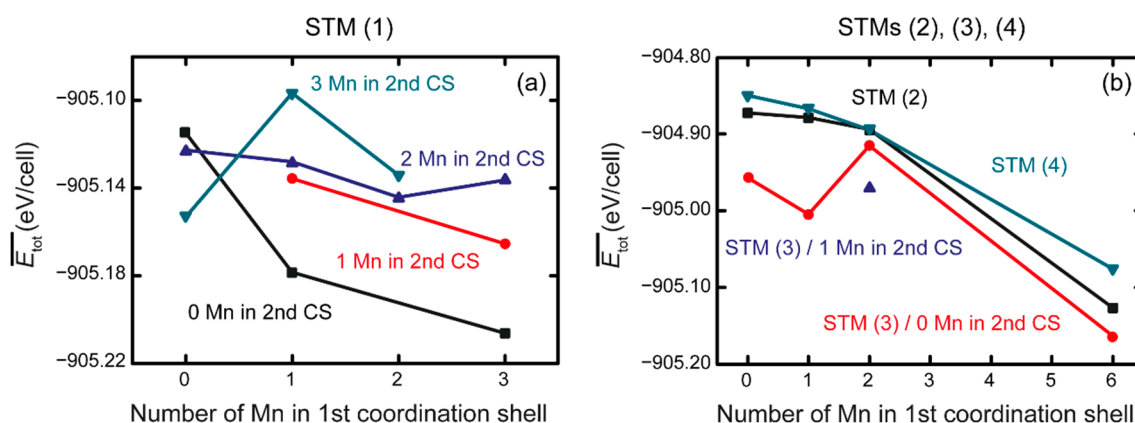 STM (1)
(a)
−905.10
−905.14
−905.18
−905.22
E_tot (eV/cell)
3 Mn in 2nd CS
2 Mn in 2nd CS
1 Mn in 2nd CS
0 Mn in 2nd CS
0 1 2 3
Number of Mn in 1st coordination shell
STMs (2), (3), (4)
(b)
−904.80
−904.90
−905.00
−905.10
−905.20
E_tot (eV/cell)
STM (2)
STM (4)
STM (3) / 1 Mn in 2nd CS
STM (3) / 0 Mn in 2nd CS
0 1 2 3 4 5 6
Number of Mn in 1st coordination shell